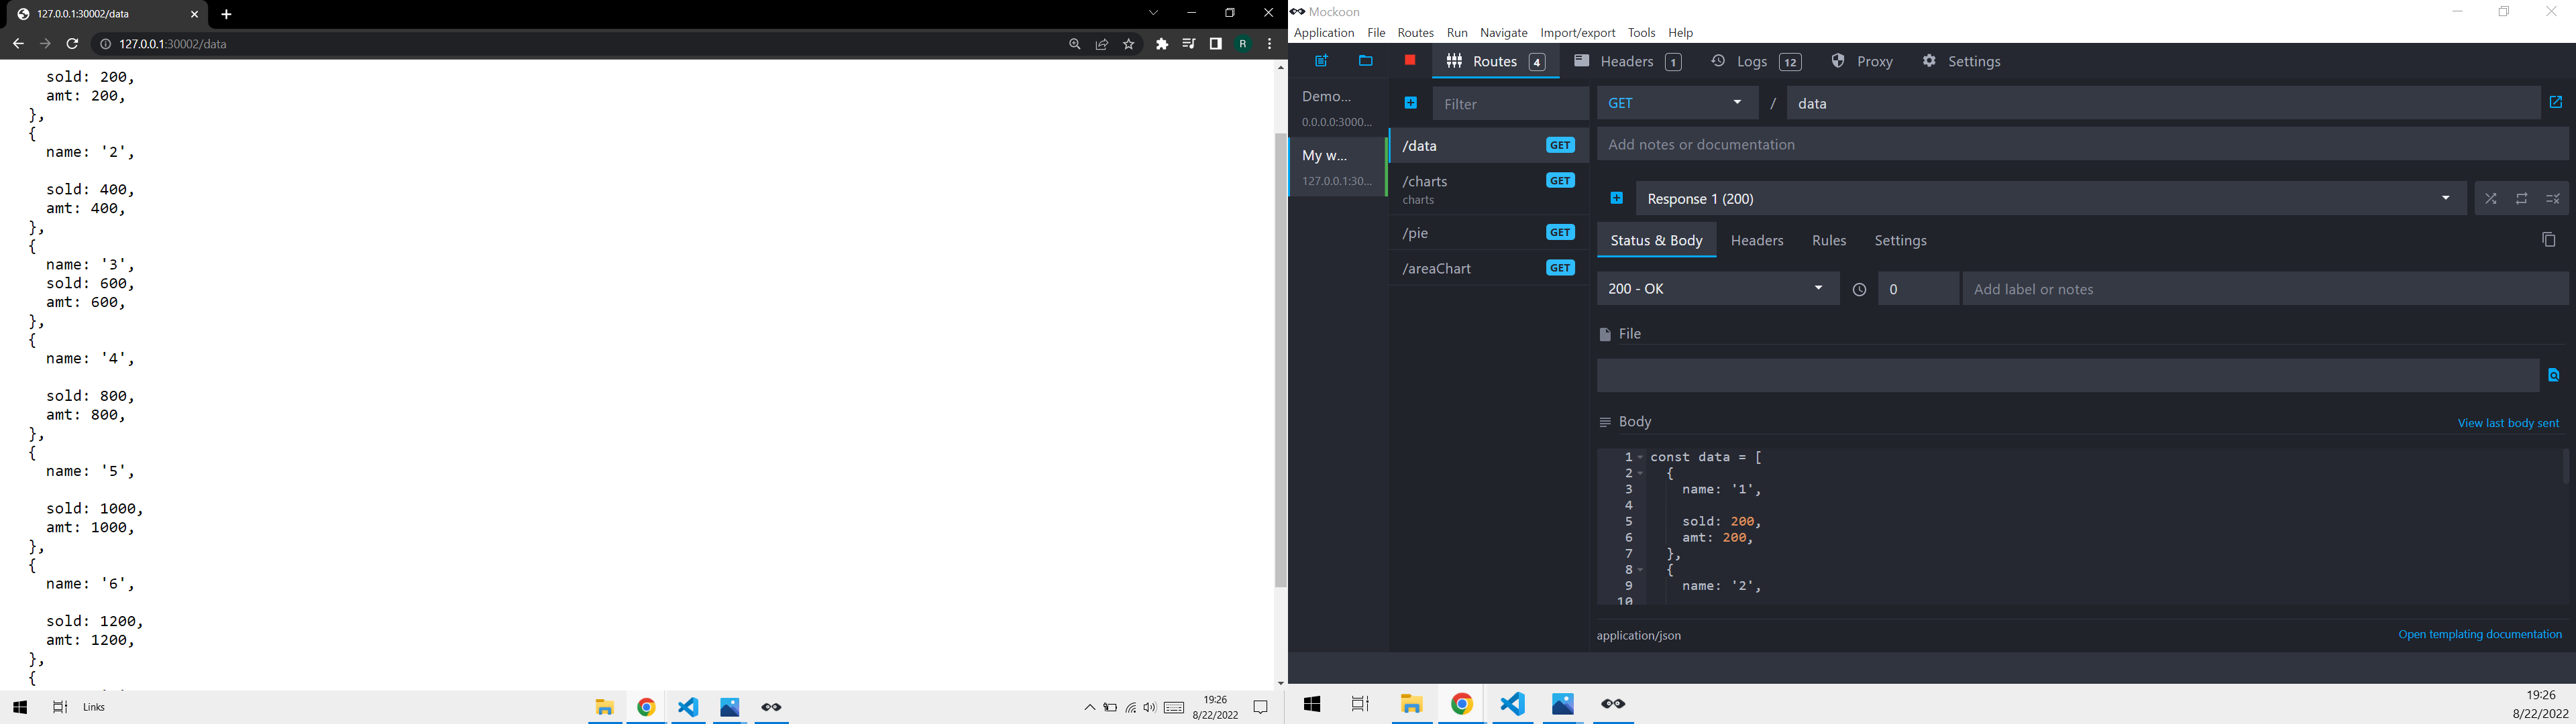 127.0.0.1:30002/data
127.0.0.1:30002/data
R
sold: 200,
amt: 200,
},
{
name: '2',
sold: 400,
amt: 400,
},
{
name: '3',
sold: 600,
amt: 600,
},
{
name: '4',
sold: 800,
amt: 800,
},
{
name: '5',
sold: 1000,
amt: 1000,
},
{
name: '6',
sold: 1200,
amt: 1200,
},
{
Links
19:26
8/22/2022
Mockoon
Application File Routes Run Navigate Import/export Tools Help
Routes 4 Headers 1 Logs 12 Proxy Settings
Demo...
0.0.0.0:3000...
My w...
127.0.0.1:30...
Filter
/data GET
/charts GET
charts
/pie GET
/areaChart GET
GET / data
Add notes or documentation
Response 1 (200)
Status & Body Headers Rules Settings
200 - OK 0 Add label or notes
File
Body View last body sent
1 const data = [
2 {
3 name: '1',
4
5 sold: 200,
6 amt: 200,
7 },
8 {
9 name: '2',
10
application/json Open templating documentation
19:26
8/22/2022